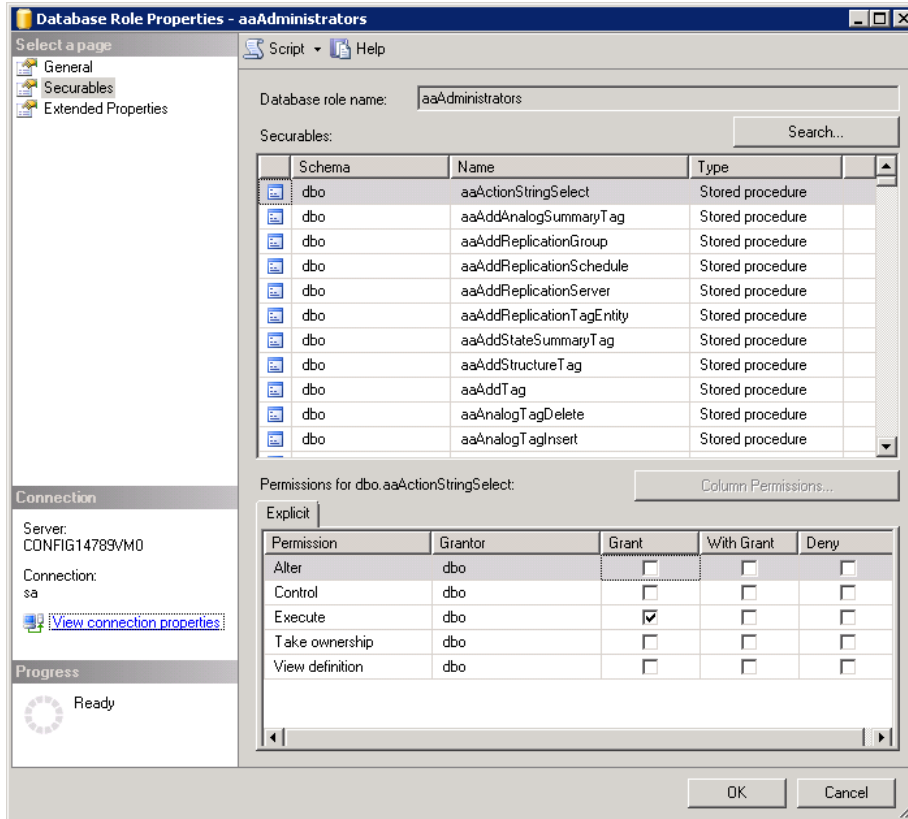 Database Role Properties - aaAdministrators
Select a page
General
Securables
Extended Properties
Script Help
Database role name: aaAdministrators
Securables: Search...
Schema Name Type
dbo aaActionStringSelect Stored procedure
dbo aaAddAnalogSummaryTag Stored procedure
dbo aaAddReplicationGroup Stored procedure
dbo aaAddReplicationSchedule Stored procedure
dbo aaAddReplicationServer Stored procedure
dbo aaAddReplicationTagEntity Stored procedure
dbo aaAddStateSummaryTag Stored procedure
dbo aaAddStructureTag Stored procedure
dbo aaAddTag Stored procedure
dbo aaAnalogTagDelete Stored procedure
dbo aaAnalogTagInsert Stored procedure
Permissions for dbo.aaActionStringSelect: Column Permissions...
Explicit
Permission Grantor Grant With Grant Deny
Alter dbo
Control dbo
Execute dbo
Take ownership dbo
View definition dbo
Connection
Server:
CONFIG14789VM0
Connection:
sa
View connection properties
Progress
Ready
OK Cancel